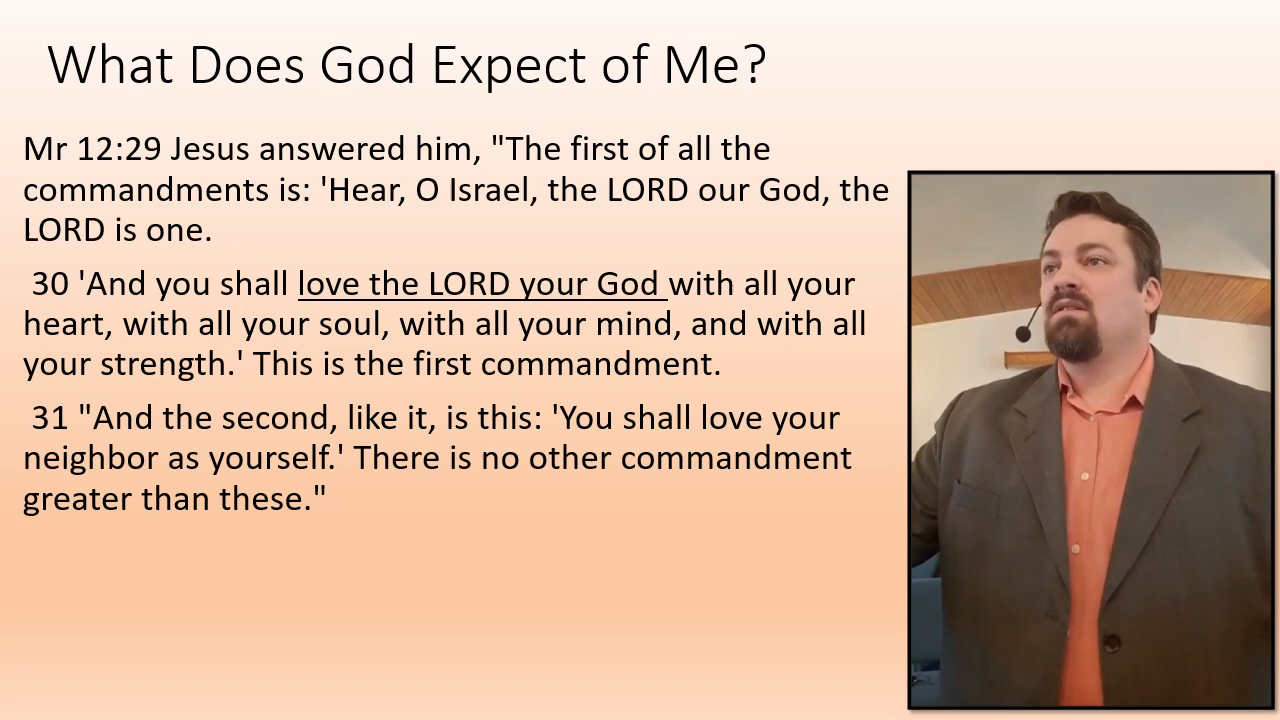 What Does God Expect of Me?
Mr 12:29 Jesus answered him, "The first of all the
commandments is: 'Hear, O Israel, the LORD our God, the
LORD is one.
30 'And you shall love the LORD your God with all your
heart, with all your soul, with all your mind, and with all
your strength.' This is the first commandment.
31 "And the second, like it, is this: 'You shall love your
neighbor as yourself.' There is no other commandment
greater than these."